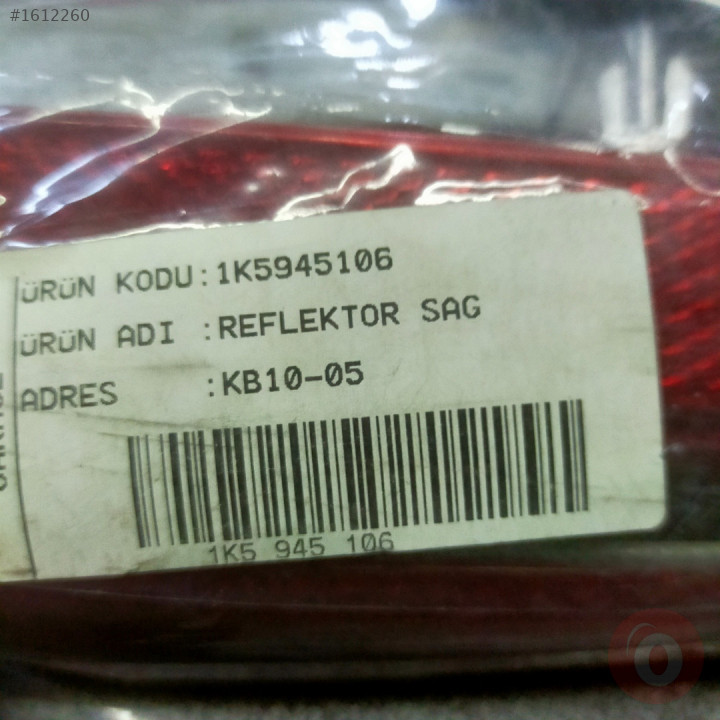 #1612260
ÜRÜN KODU:1K5945106
ÜRÜN ADI :REFLEKTOR SAG
ADRES :KB10-05
1K5 945 106